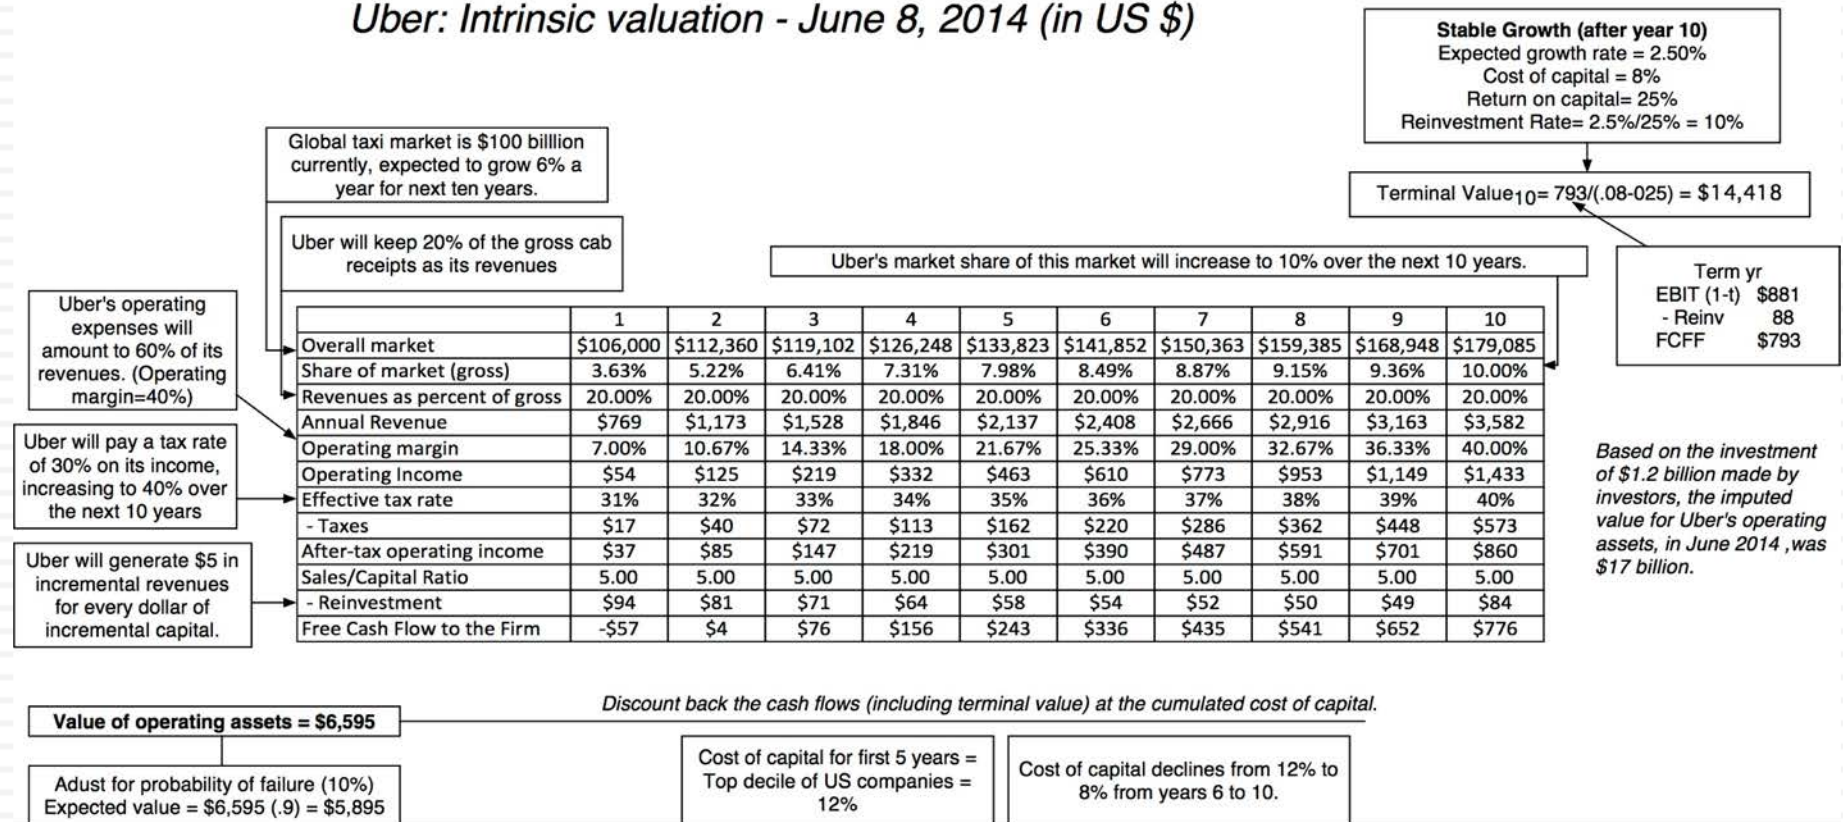 Uber: Intrinsic valuation - June 8, 2014 (in US $)
Stable Growth (after year 10)
Expected growth rate = 2.50%
Cost of capital = 8%
Return on capital= 25%
Reinvestment Rate= 2.5%/25% = 10%
Terminal Value10= 793/(.08-025) = $14,418
Term yr
EBIT (1-t) $881
- Reinv 88
FCFF $793
Global taxi market is $100 billlion
currently, expected to grow 6% a
year for next ten years.
Uber will keep 20% of the gross cab
receipts as its revenues
Uber's market share of this market will increase to 10% over the next 10 years.
Uber's operating
expenses will
amount to 60% of its
revenues. (Operating
margin=40%)
Uber will pay a tax rate
of 30% on its income,
increasing to 40% over
the next 10 years
Uber will generate $5 in
incremental revenues
for every dollar of
incremental capital.
1 2 3 4 5 6 7 8 9 10
Overall market $106,000 $112,360 $119,102 $126,248 $133,823 $141,852 $150,363 $159,385 $168,948 $179,085
Share of market (gross) 3.63% 5.22% 6.41% 7.31% 7.98% 8.49% 8.87% 9.15% 9.36% 10.00%
Revenues as percent of gross 20.00% 20.00% 20.00% 20.00% 20.00% 20.00% 20.00% 20.00% 20.00% 20.00%
Annual Revenue $769 $1,173 $1,528 $1,846 $2,137 $2,408 $2,666 $2,916 $3,163 $3,582
Operating margin 7.00% 10.67% 14.33% 18.00% 21.67% 25.33% 29.00% 32.67% 36.33% 40.00%
Operating Income $54 $125 $219 $332 $463 $610 $773 $953 $1,149 $1,433
Effective tax rate 31% 32% 33% 34% 35% 36% 37% 38% 39% 40%
- Taxes $17 $40 $72 $113 $162 $220 $286 $362 $448 $573
After-tax operating income $37 $85 $147 $219 $301 $390 $487 $591 $701 $860
Sales/Capital Ratio 5.00 5.00 5.00 5.00 5.00 5.00 5.00 5.00 5.00 5.00
- Reinvestment $94 $81 $71 $64 $58 $54 $52 $50 $49 $84
Free Cash Flow to the Firm -$57 $4 $76 $156 $243 $336 $435 $541 $652 $776
Based on the investment
of $1.2 billion made by
investors, the imputed
value for Uber's operating
assets, in June 2014 ,was
$17 billion.
Discount back the cash flows (including terminal value) at the cumulated cost of capital.
Value of operating assets = $6,595
Adust for probability of failure (10%)
Expected value = $6,595 (.9) = $5,895
Cost of capital for first 5 years =
Top decile of US companies =
12%
Cost of capital declines from 12% to
8% from years 6 to 10.